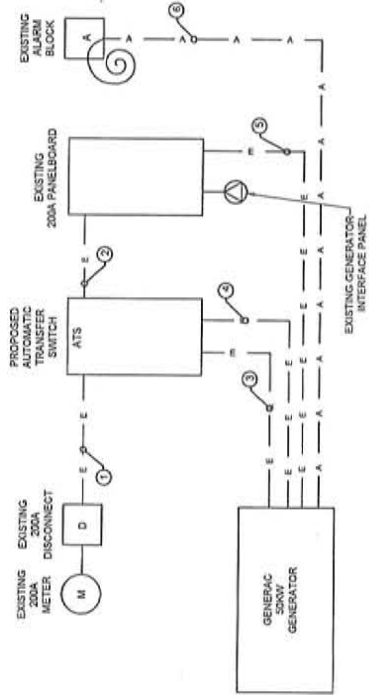 EXISTING
200A
METER
M
EXISTING
200A
DISCONNECT
D
E
1
E
PROPOSED
AUTOMATIC
TRANSFER
SWITCH
ATS
E
2
E
EXISTING
200A PANELBOARD
EXISTING
ALARM
BLOCK
A
A
A
6
A
A
E
3
E
E
4
E
E
5
E
E
E
E
E
E
E
E
A
A
A
A
A
EXISTING GENERATOR
INTERFACE PANEL
GENERAC
50KW
GENERATOR